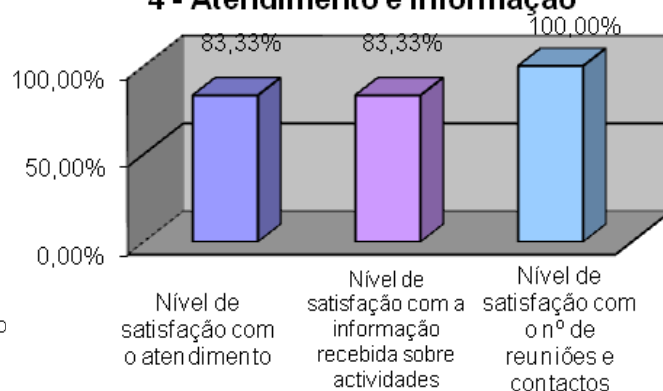 4 - Atendimento e Informação
83,33%
83,33%
100,00%
100,00%
50,00%
0,00%
Nível de
satisfação com
o atendimento
Nível de
satisfação com a
informação
recebida sobre
actividades
Nível de
satisfação com
o nº de
reuniões e
contactos
o